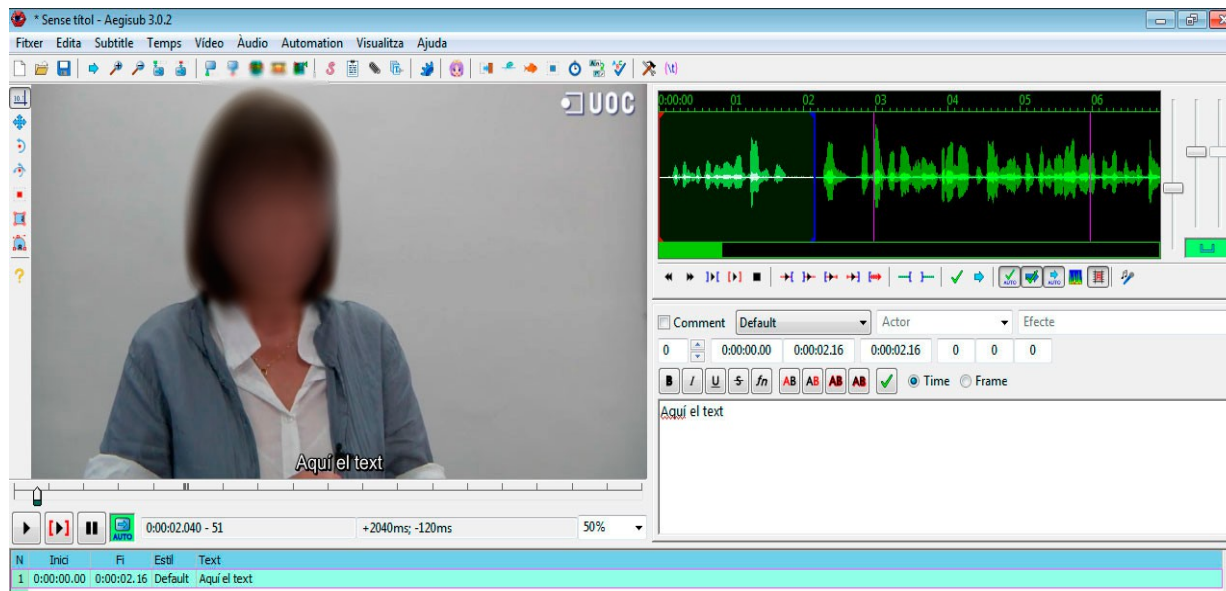 * Sense títol - Aegisub 3.0.2
Fitxer Edita Subtitle Temps Vídeo Àudio Automation Visualitza Ajuda
UOC
0:00:00 01 02 03 04 05 06
AUTO AUTO
Comment Default Actor Efecte
0 0:00:00.00 0:00:02.16 0:00:02.16 0 0 0
B I U S fn AB AB AB AB Time Frame
Aquí el text
Aquí el text
0:00:02.040 - 51 +2040ms; -120ms 50%
AUTO
N Inici Fi Estil Text
1 0:00:00.00 0:00:02.16 Default Aquí el text